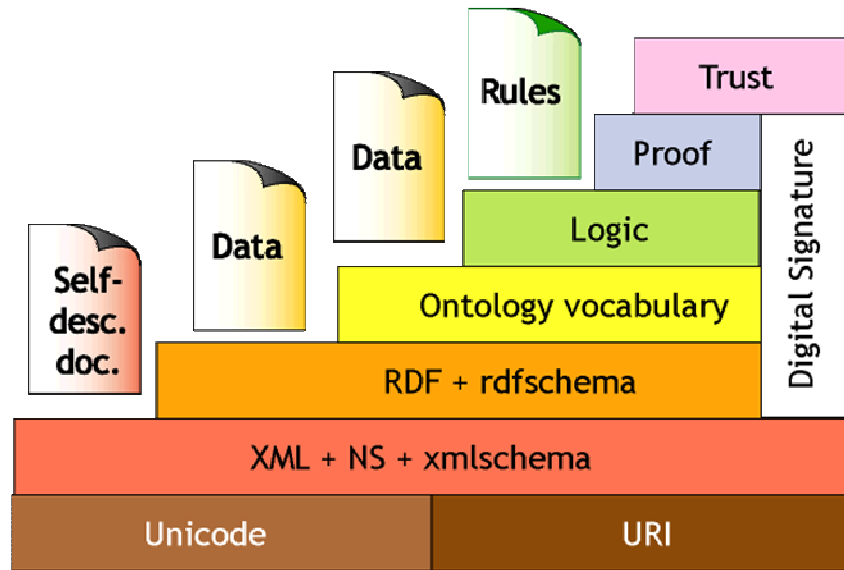 Rules
Trust
Data
Proof
Data
Logic
Digital Signature
Self-
desc.
doc.
Ontology vocabulary
RDF + rdfschema
XML + NS + xmlschema
Unicode
URI